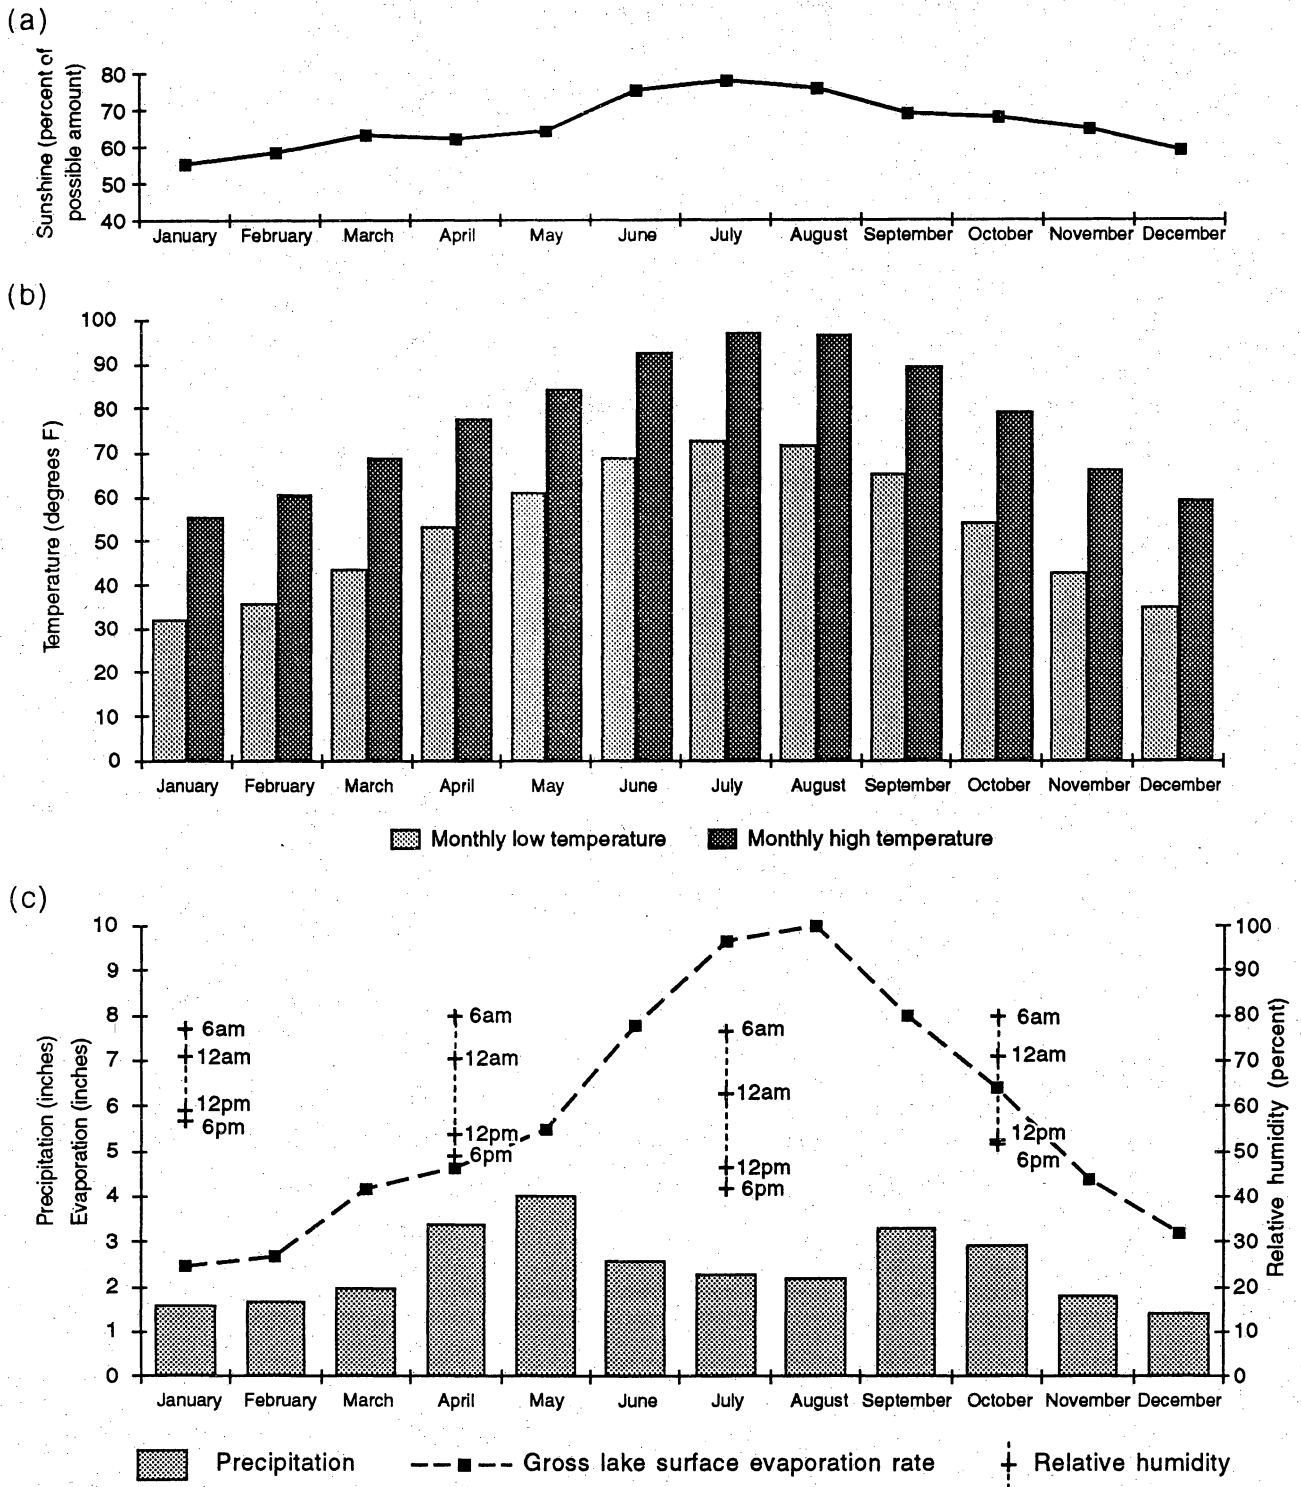 (a)
Sunshine (percent of
possible amount)
80
70
60
50
40
January February March April May June July August September October November December
(b)
Temperature (degrees F)
100
90
80
70
60
50
40
30
20
10
0
January February March April May June July August September October November December
Monthly low temperature Monthly high temperature
(c)
Precipitation (inches)
Evaporation (inches)
10
9
8
7
6
5
4
3
2
1
0
6am
12am
12pm
6pm
6am
12am
12pm
6pm
6am
12am
12pm
6pm
6am
12am
12pm
6pm
100
90
80
70
60
50
40
30
20
10
0
Relative humidity (percent)
January February March April May June July August September October November December
Precipitation Gross lake surface evaporation rate Relative humidity